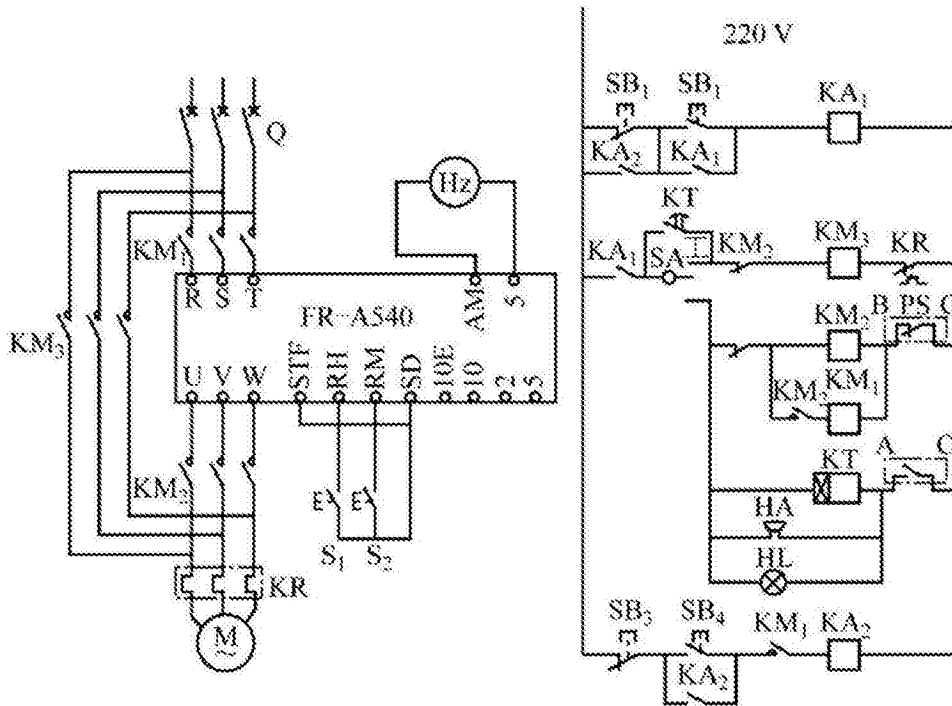 220 V
SB₁ SB₁ KA₁
Q
KA₂ KA₁
Hz
KT
KM₁
KA₁ SA KM₂ KM₃ KR
R S T AM 5
FR-A540
KM₃
KM₂ B PS C
U V W STF RH RM SD 10E 10 2 5
KM₂ KM₁
KM₂
KT A C
HA
S₁ S₂
HL
KR
M
~
SB₃ SB₄ KM₁ KA₂
KA₂